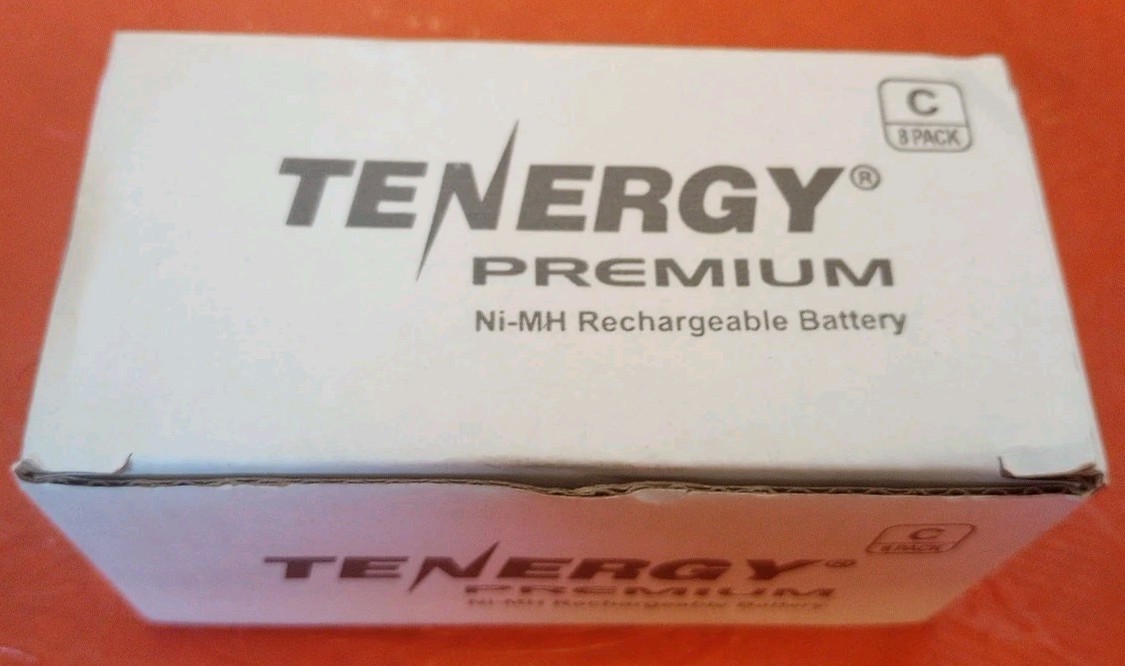 C
8 PACK
TENERGY®
PREMIUM
Ni-MH Rechargeable Battery
C
8 PACK
TENERGY®
PREMIUM
Ni-MH Rechargeable Battery